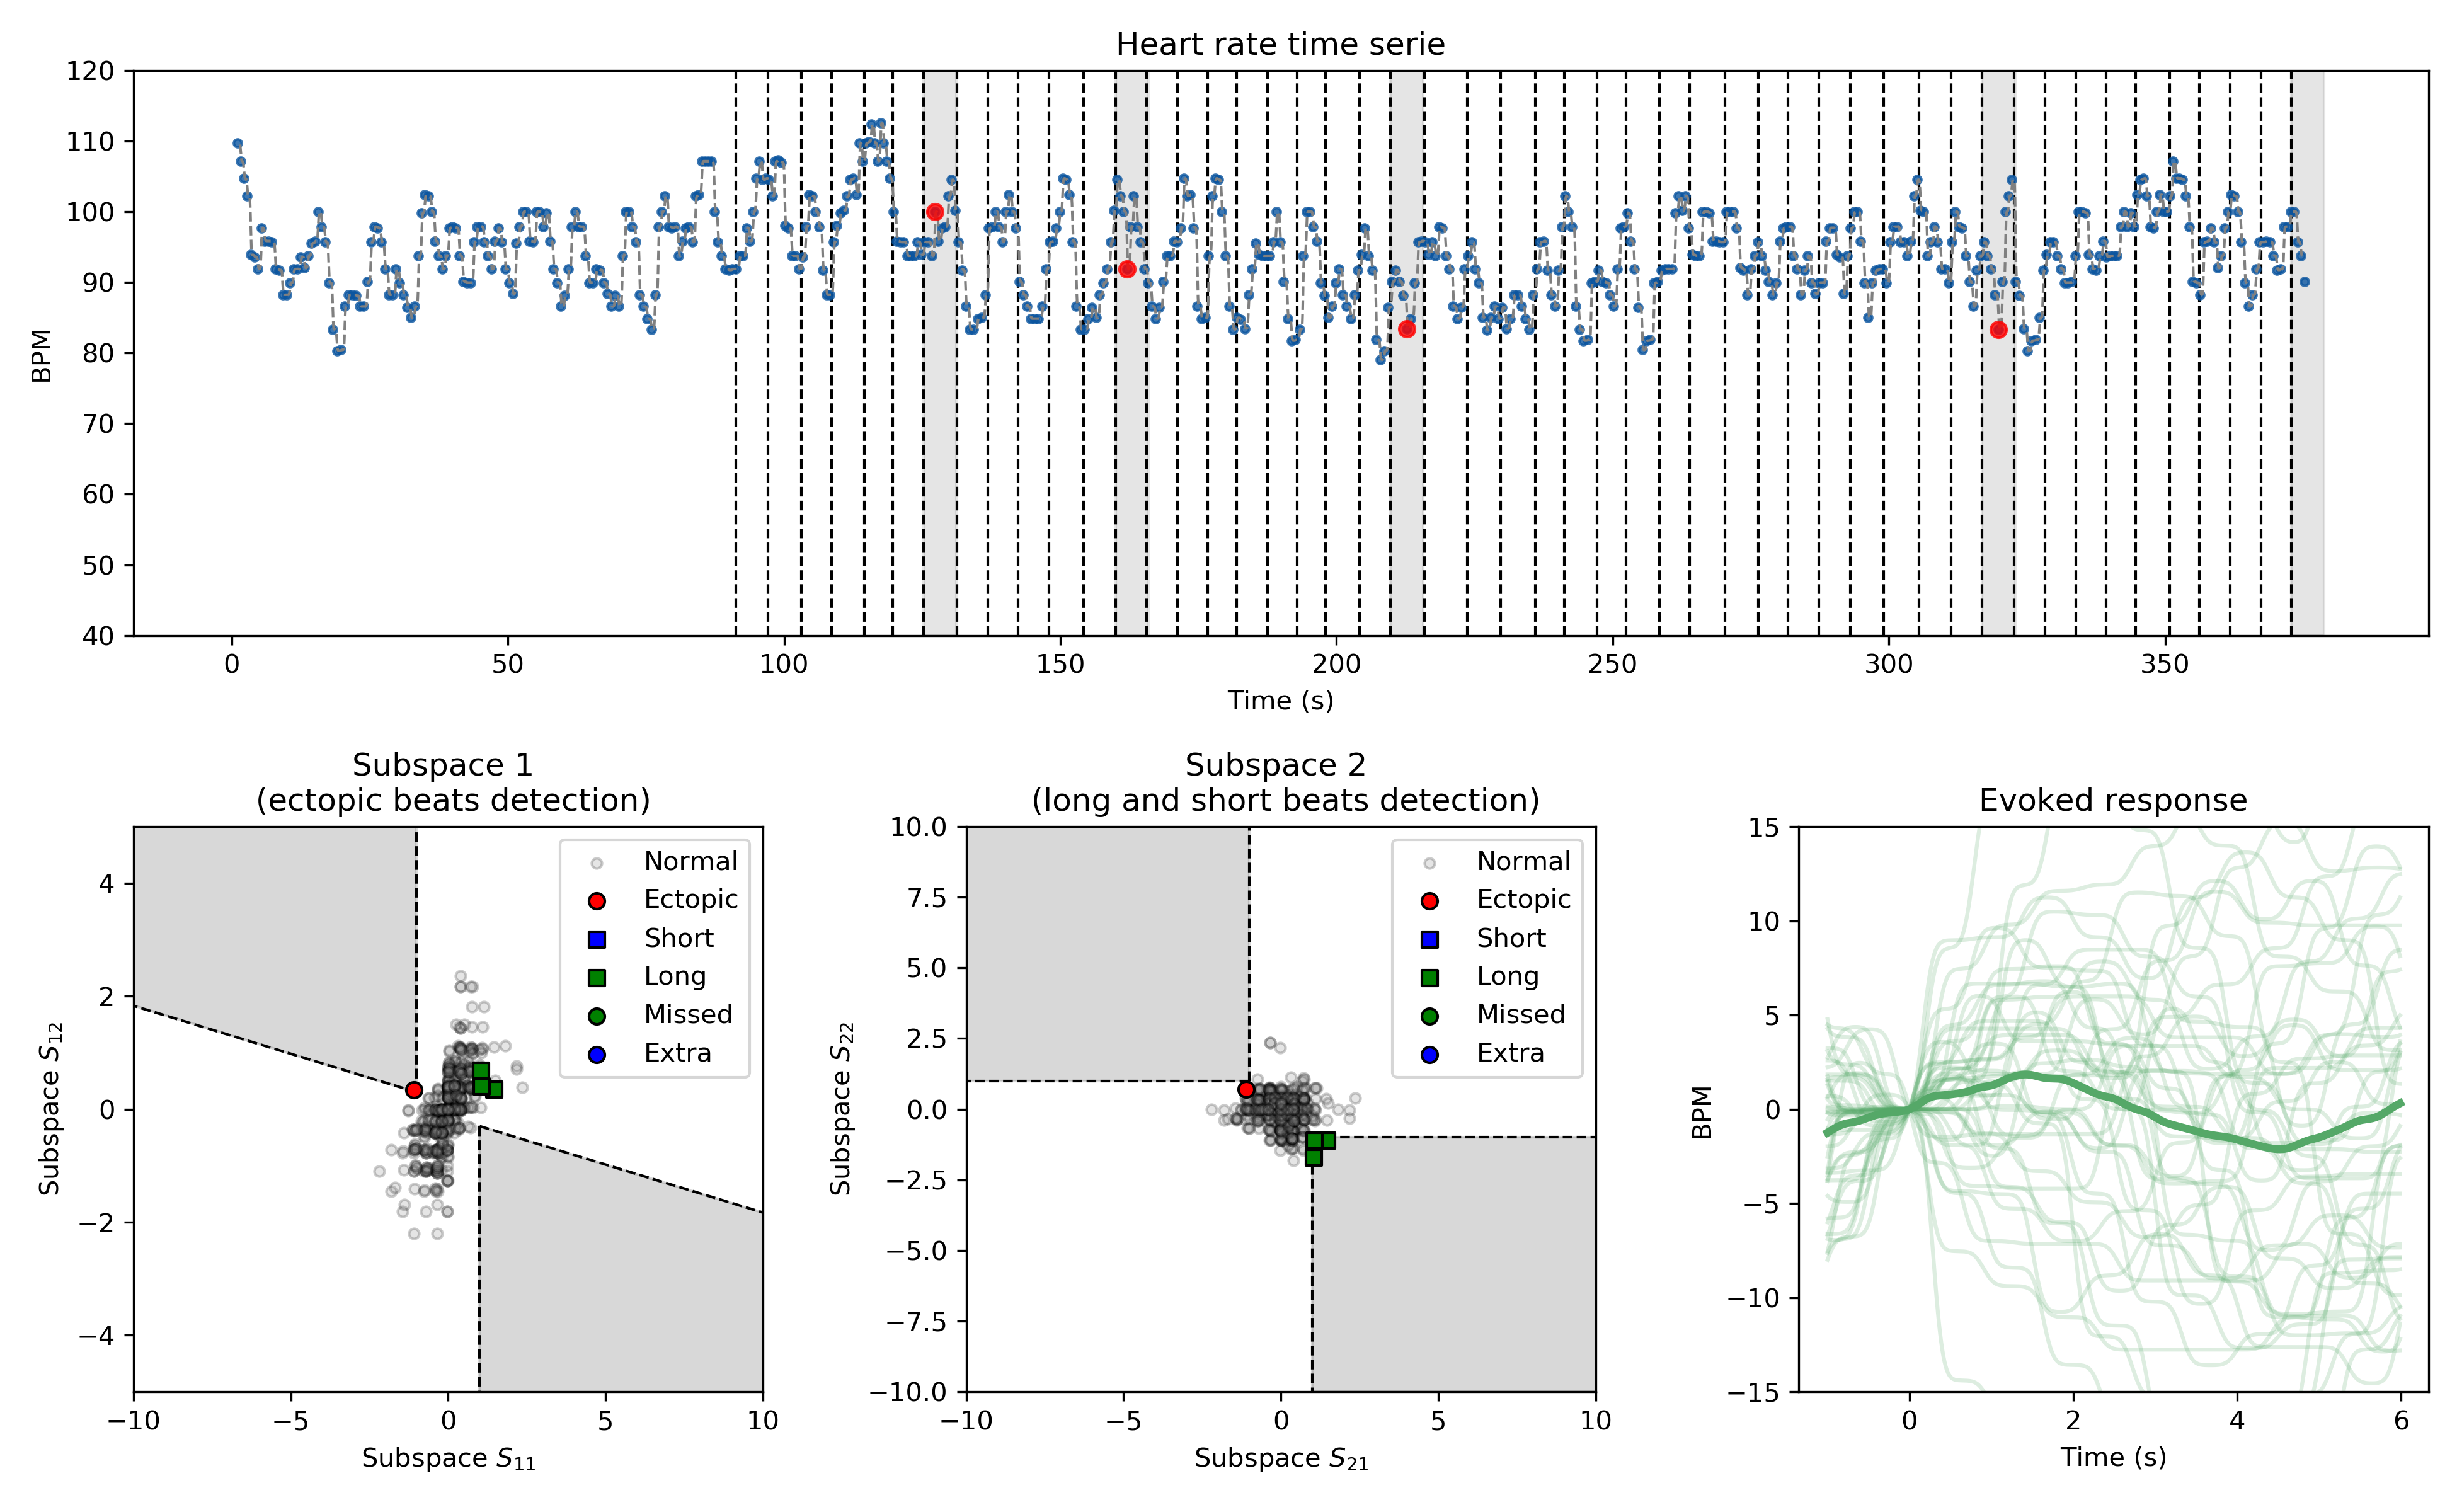 Heart rate time serie
120
110
100
90
80
70
60
50
40
BPM
0 50 100 150 200 250 300 350
Time (s)
Subspace 1
(ectopic beats detection)
4
2
0
−2
−4
Subspace S12
Normal
Ectopic
Short
Long
Missed
Extra
−10 −5 0 5 10
Subspace S11
Subspace 2
(long and short beats detection)
10.0
7.5
5.0
2.5
0.0
−2.5
−5.0
−7.5
−10.0
Subspace S22
Normal
Ectopic
Short
Long
Missed
Extra
−10 −5 0 5 10
Subspace S21
Evoked response
15
10
5
0
−5
−10
−15
BPM
0 2 4 6
Time (s)